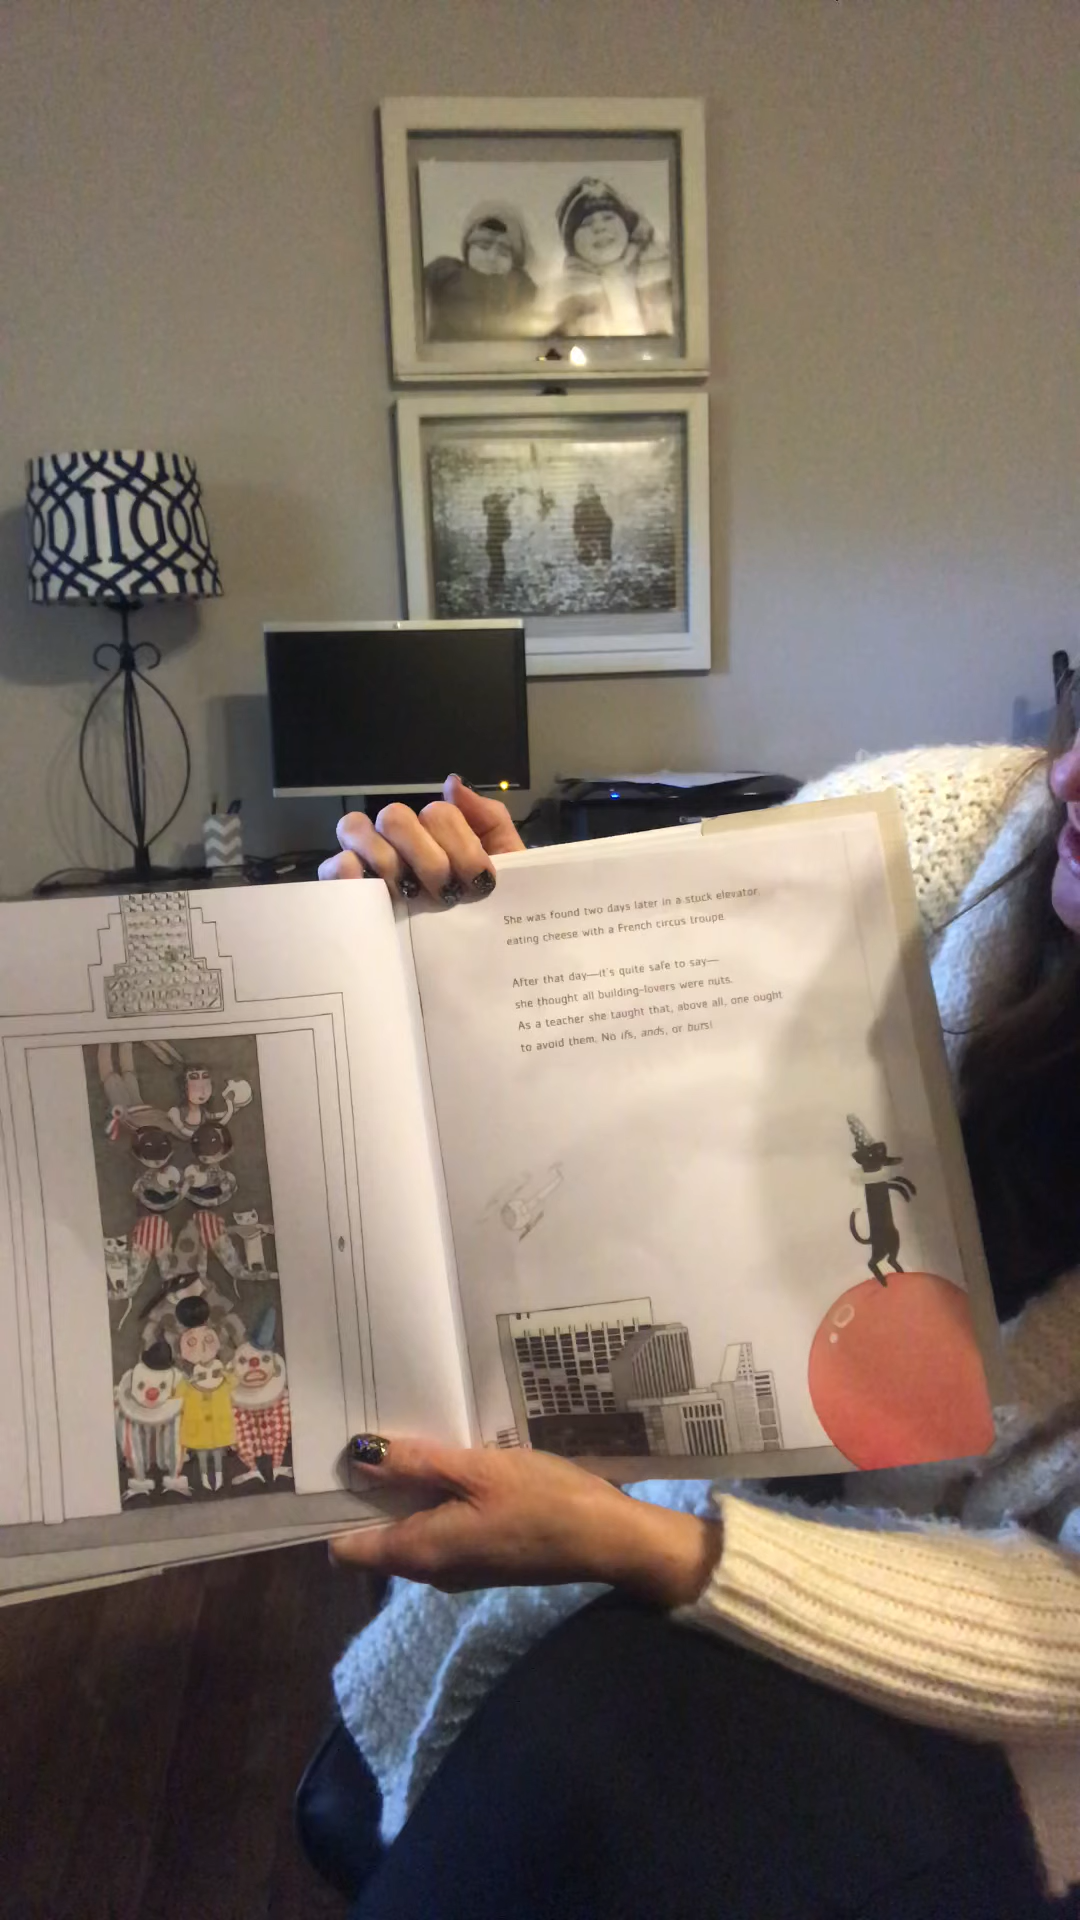 She was found two days later in a stuck elevator,
eating cheese with a French circus troupe.
After that day—it's quite safe to say—
she thought all building-lovers were nuts.
As a teacher she taught that, above all, one ought
to avoid them. No ifs, ands, or buts!